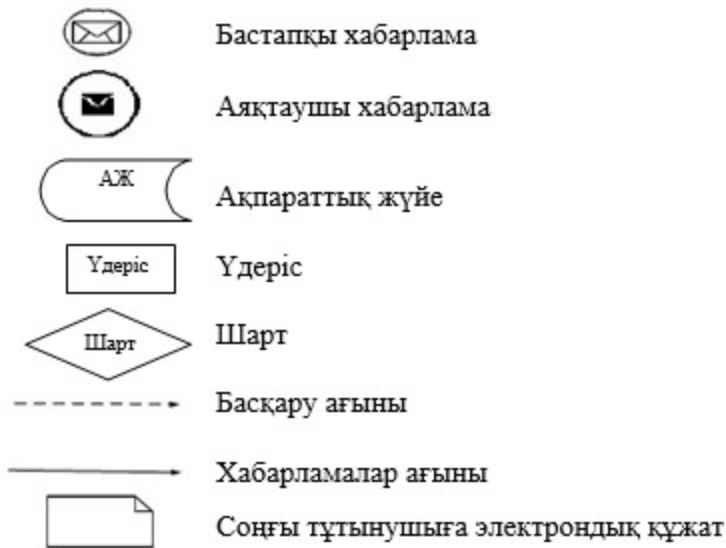 Бастапқы хабарлама
Аяқтаушы хабарлама
АЖ
Ақпараттық жүйе
Үдеріс
Үдеріс
Шарт
Шарт
Басқару ағыны
Хабарламалар ағыны
Соңғы тұтынушыға электрондық құжат